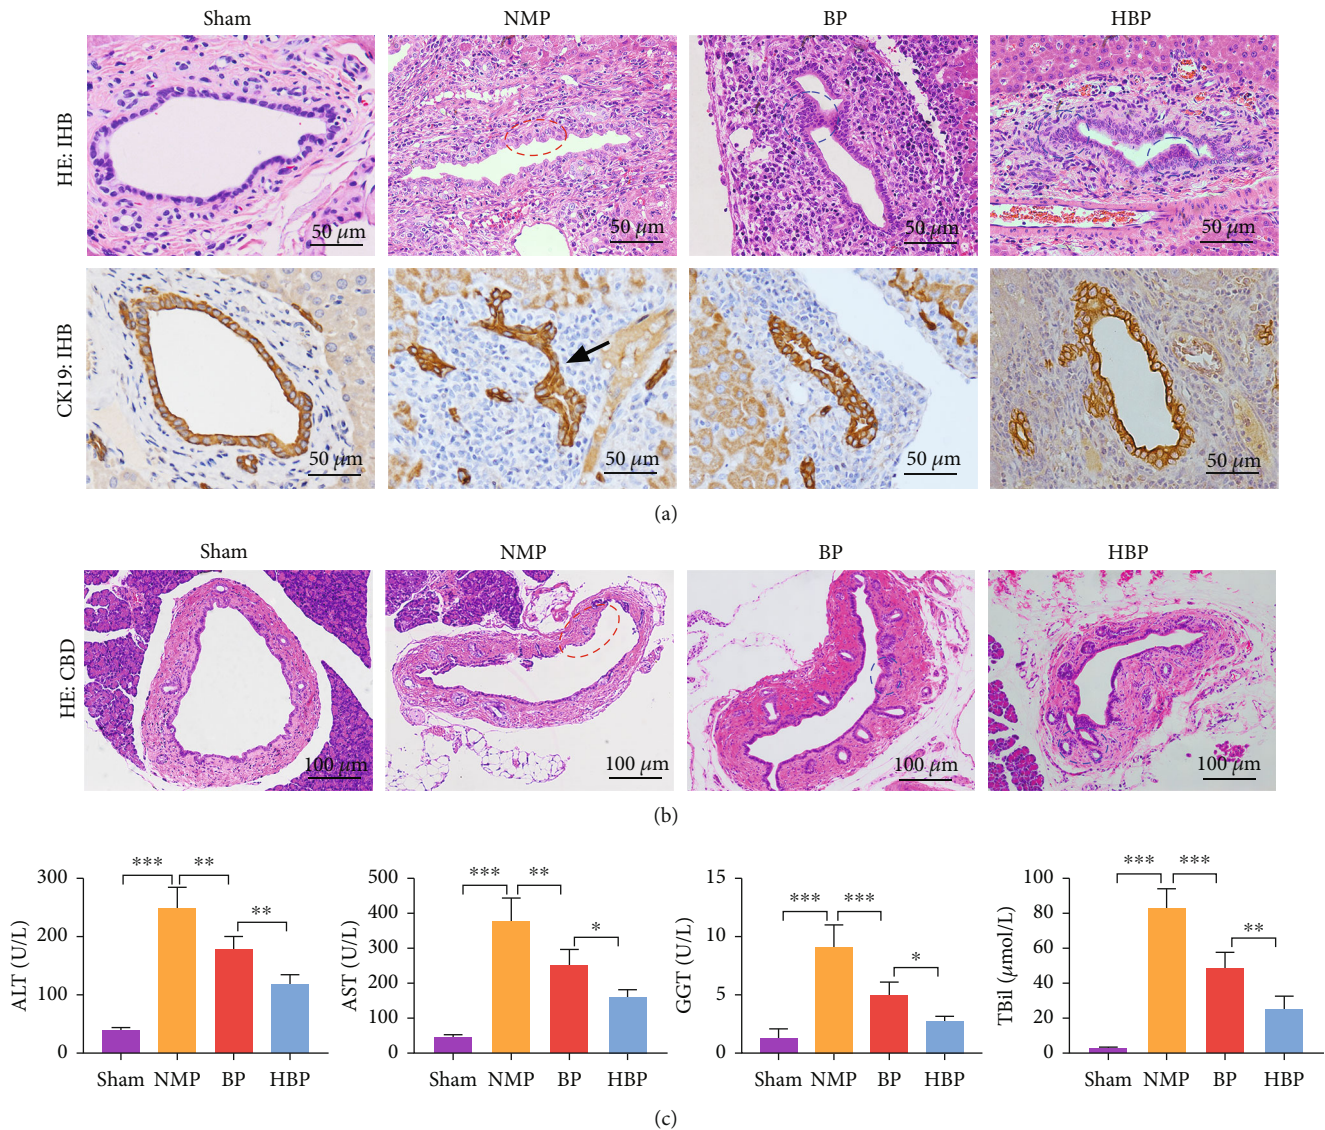 Sham NMP BP HBP
HE: IHB
50 μm 50 μm 50 μm 50 μm
CK19: IHB
50 μm 50 μm 50 μm 50 μm
(a)
Sham NMP BP HBP
HE: CBD
100 μm 100 μm 100 μm 100 μm
(b)
ALT (U/L)
300
200
100
0
*** ** **
Sham NMP BP HBP
AST (U/L)
500
400
300
200
100
0
*** ** *
Sham NMP BP HBP
GGT (U/L)
15
10
5
0
*** *** *
Sham NMP BP HBP
TBil (μmol/L)
100
80
60
40
20
0
*** *** **
Sham NMP BP HBP
(c)